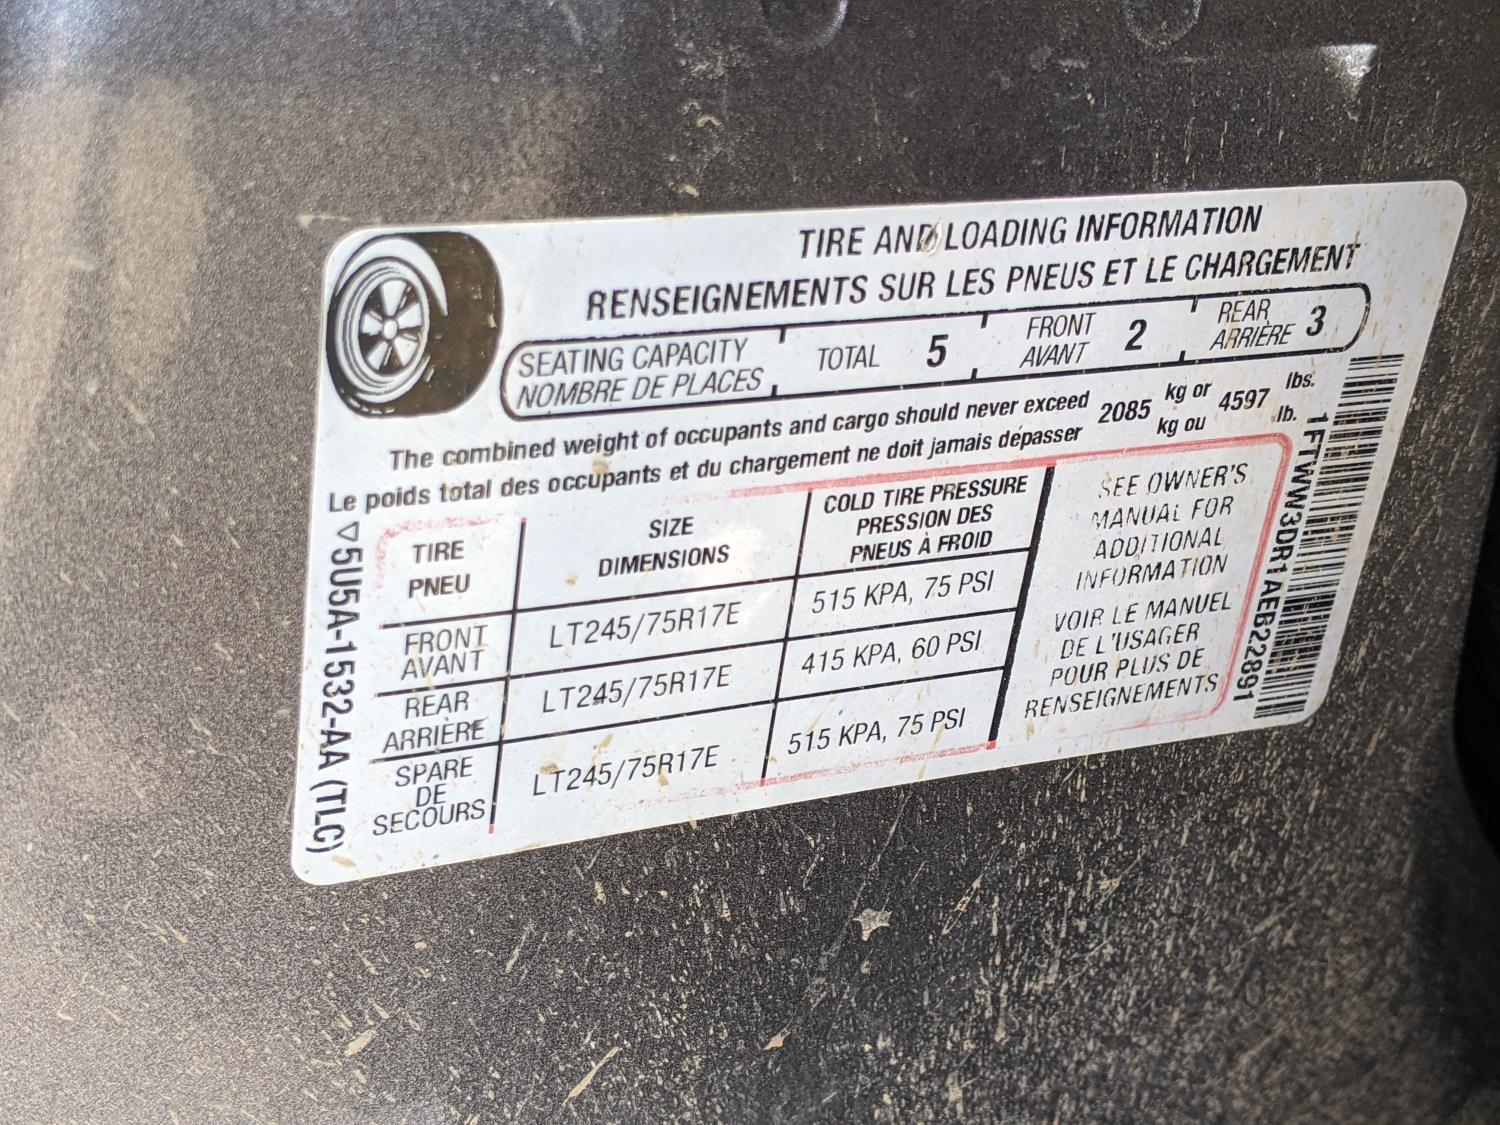 TIRE AND LOADING INFORMATION
RENSEIGNEMENTS SUR LES PNEUS ET LE CHARGEMENT
SEATING CAPACITY
NOMBRE DE PLACES
TOTAL 5
FRONT
AVANT
2
REAR
ARRIÈRE
3
The combined weight of occupants and cargo should never exceed
Le poids total des occupants et du chargement ne doit jamais dépasser
2085
kg or
kg ou
4597
lbs.
lb.
TIRE
PNEU
SIZE
DIMENSIONS
COLD TIRE PRESSURE
PRESSION DES
PNEUS À FROID
FRONT
AVANT
LT245/75R17E
515 KPA, 75 PSI
REAR
ARRIÈRE
LT245/75R17E
415 KPA, 60 PSI
SPARE
DE
SECOURS
LT245/75R17E
515 KPA, 75 PSI
SEE OWNER'S
MANUAL FOR
ADDITIONAL
INFORMATION
VOIR LE MANUEL
DE L'USAGER
POUR PLUS DE
RENSEIGNEMENTS
1FTWW3DR1AEB22891
▽5U5A-1532-AA (TLC)